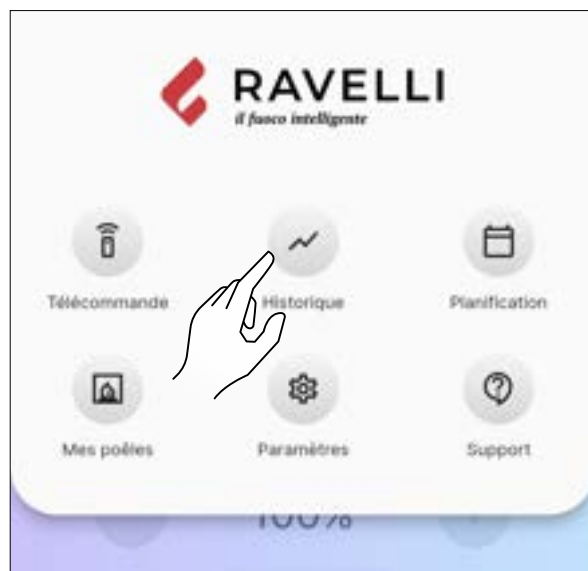 RAVELLI
il fuoco intelligente
Télécommande Historique Planification
Mes poêles Paramètres Support
100%